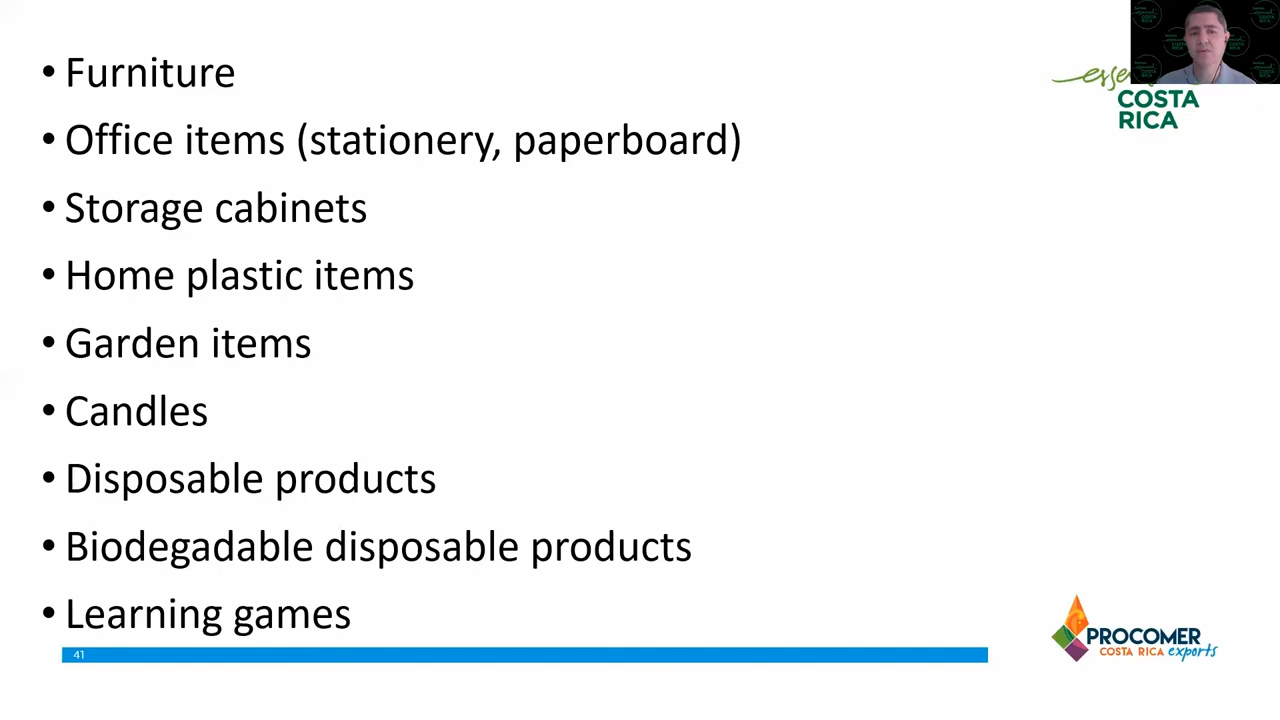 • Furniture
• Office items (stationery, paperboard)
• Storage cabinets
• Home plastic items
• Garden items
• Candles
• Disposable products
• Biodegadable disposable products
• Learning games
41
COSTA
RICA
PROCOMER
COSTA RICA exports